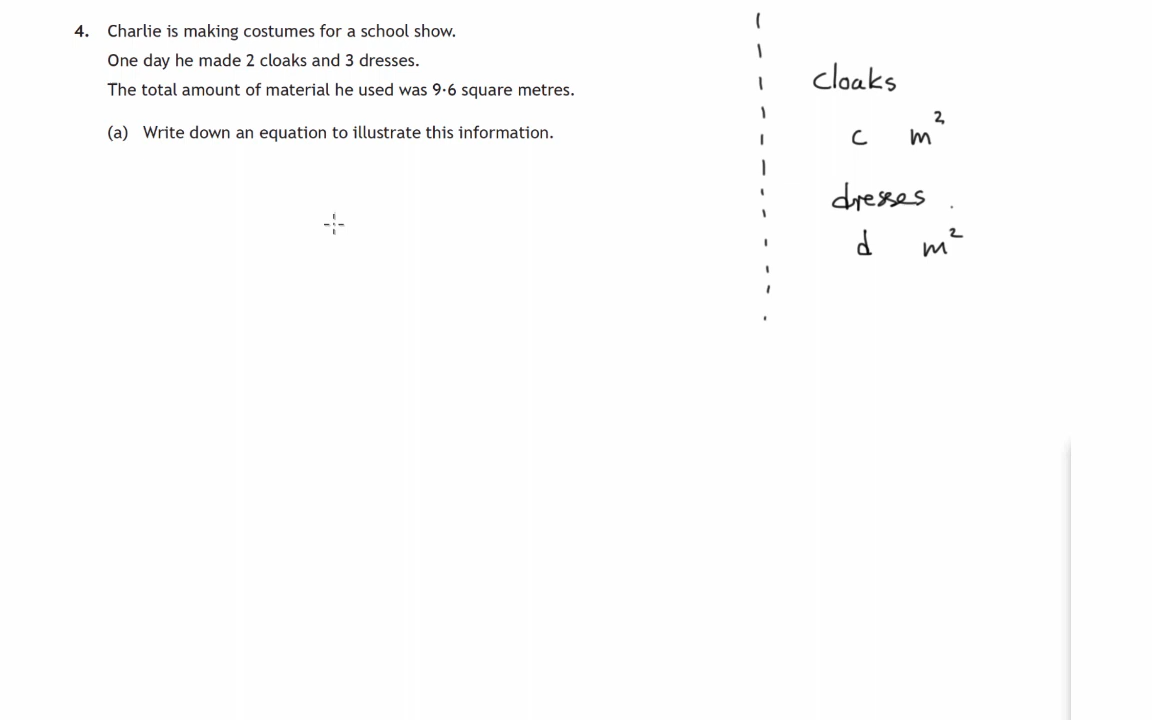 4. Charlie is making costumes for a school show.
One day he made 2 cloaks and 3 dresses.
The total amount of material he used was 9·6 square metres.
(a) Write down an equation to illustrate this information.
cloaks
c m²
dresses
d m²